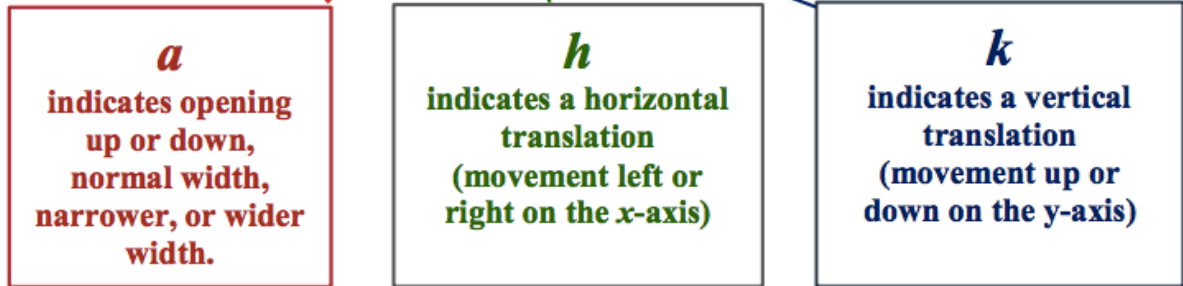 a
indicates opening
up or down,
normal width,
narrower, or wider
width.
h
indicates a horizontal
translation
(movement left or
right on the x-axis)
k
indicates a vertical
translation
(movement up or
down on the y-axis)